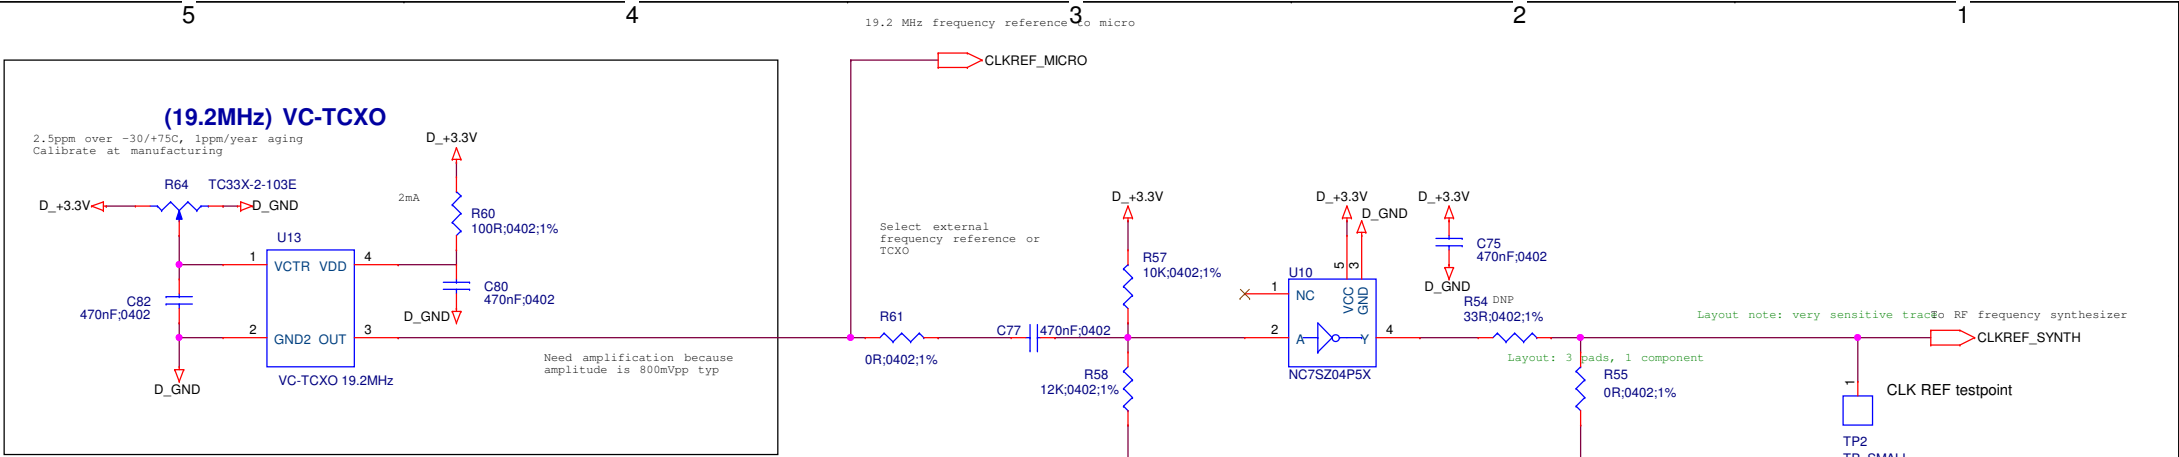 5
4
3
2
1
19.2 MHz frequency reference to micro
CLKREF_MICRO
(19.2MHz) VC-TCXO
2.5ppm over -30/+75C, 1ppm/year aging
Calibrate at manufacturing
D_+3.3V
R64
TC33X-2-103E
D_+3.3V
D_GND
2mA
R60
100R;0402;1%
U13
1
VCTR
VDD
4
2
GND2
OUT
3
VC-TCXO 19.2MHz
C82
470nF;0402
D_GND
C80
470nF;0402
D_GND
Need amplification because
amplitude is 800mVpp typ
Select external
frequency reference or
TCXO
R61
0R;0402;1%
C77
470nF;0402
D_+3.3V
R57
10K;0402;1%
R58
12K;0402;1%
D_+3.3V
D_GND
5
3
U10
1
NC
VCC
GND
2
A
Y
4
NC7SZ04P5X
D_+3.3V
C75
470nF;0402
D_GND
R54
DNP
33R;0402;1%
Layout: 3 pads, 1 component
R55
0R;0402;1%
Layout note: very sensitive trace
To RF frequency synthesizer
CLKREF_SYNTH
1
CLK REF testpoint
TP2